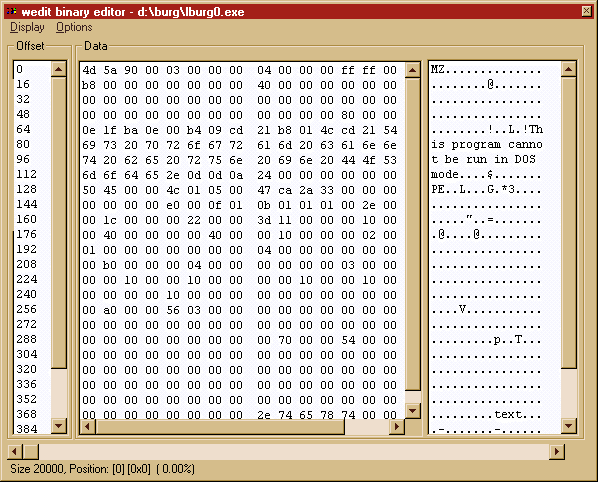 wedit binary editor - d:\burg\lburg0.exe
Display Options
Offset Data
0 4d 5a 90 00 03 00 00 00 04 00 00 00 ff ff 00 MZ..............
16 b8 00 00 00 00 00 00 00 40 00 00 00 00 00 00 ........@.......
32 00 00 00 00 00 00 00 00 00 00 00 00 00 00 00 ................
48 00 00 00 00 00 00 00 00 00 00 00 00 80 00 00 ................
64 0e 1f ba 0e 00 b4 09 cd 21 b8 01 4c cd 21 54 ........!..L.!Th
80 69 73 20 70 72 6f 67 72 61 6d 20 63 61 6e 6e is program canno
96 74 20 62 65 20 72 75 6e 20 69 6e 20 44 4f 53 t be run in DOS
112 6d 6f 64 65 2e 0d 0d 0a 24 00 00 00 00 00 00 mode....$.......
128 50 45 00 00 4c 01 05 00 47 ca 2a 33 00 00 00 PE..L...G.*3....
144 00 00 00 00 e0 00 0f 01 0b 01 01 01 00 2e 00 ................
160 00 1c 00 00 00 22 00 00 3d 11 00 00 00 10 00 ....."..=.......
176 00 40 00 00 00 00 40 00 00 10 00 00 00 02 00 .@....@.........
192 01 00 00 00 00 00 00 00 04 00 00 00 00 00 00 ................
208 00 b0 00 00 00 04 00 00 00 00 00 00 03 00 00 ................
224 00 00 10 00 00 10 00 00 00 00 10 00 00 10 00 ................
240 00 00 00 00 10 00 00 00 00 00 00 00 00 00 00 ................
256 00 a0 00 00 56 03 00 00 00 00 00 00 00 00 00 ....V...........
272 00 00 00 00 00 00 00 00 00 00 00 00 00 00 00 ................
288 00 00 00 00 00 00 00 00 00 70 00 00 54 00 00 .........p..T...
304 00 00 00 00 00 00 00 00 00 00 00 00 00 00 00 ................
320 00 00 00 00 00 00 00 00 00 00 00 00 00 00 00 ................
336 00 00 00 00 00 00 00 00 00 00 00 00 00 00 00 ................
352 00 00 00 00 00 00 00 00 00 00 00 00 00 00 00 ................
368 00 00 00 00 00 00 00 00 2e 74 65 78 74 00 00 .........text...
384
Size 20000, Position: [0] [0x0] ( 0.00%)